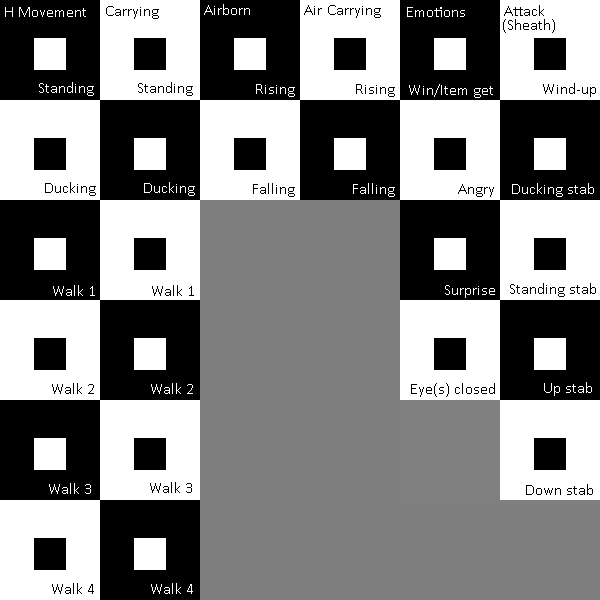 H Movement
Carrying
Airborn
Air Carrying
Emotions
Attack
(Sheath)
Standing
Standing
Rising
Rising
Win/Item get
Wind-up
Ducking
Ducking
Falling
Falling
Angry
Ducking stab
Walk 1
Walk 1
Surprise
Standing stab
Walk 2
Walk 2
Eye(s) closed
Up stab
Walk 3
Walk 3
Down stab
Walk 4
Walk 4